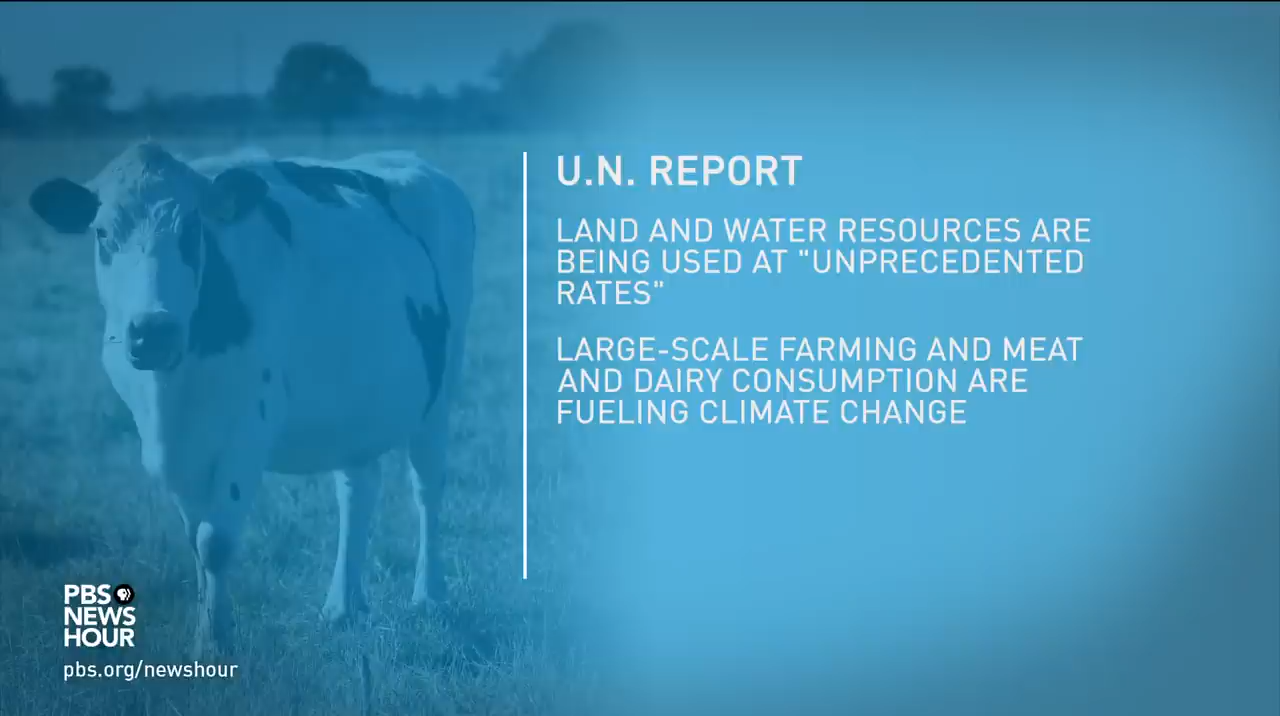 U.N. REPORT
LAND AND WATER RESOURCES ARE
BEING USED AT "UNPRECEDENTED
RATES"
LARGE-SCALE FARMING AND MEAT
AND DAIRY CONSUMPTION ARE
FUELING CLIMATE CHANGE
PBS
NEWS
HOUR
pbs.org/newshour